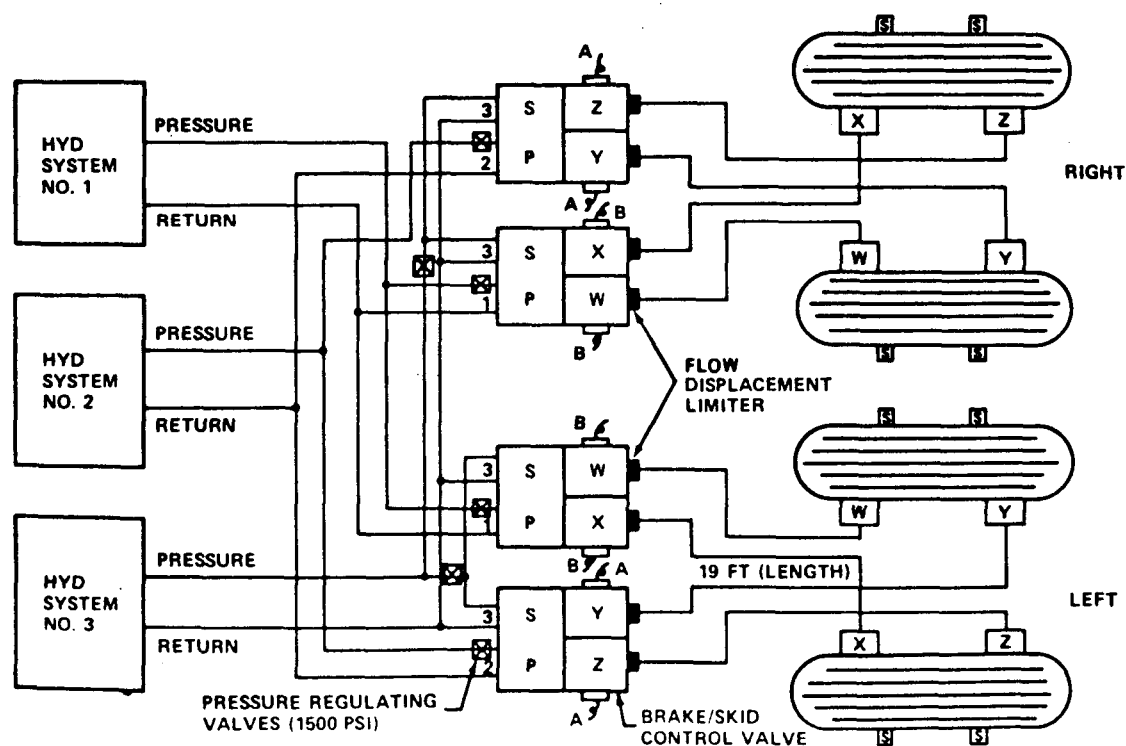 S S
A
Z
3
S
P
Y
2
X Z
HYD
SYSTEM
NO. 1
PRESSURE
RETURN
RIGHT
A B
3
S
X
P
W
1
W Y
B
S S
HYD
SYSTEM
NO. 2
PRESSURE
RETURN
FLOW
DISPLACEMENT
LIMITER
B
3
S
W
P
X
1
S S
W Y
HYD
SYSTEM
NO. 3
PRESSURE
RETURN
B A
19 FT (LENGTH)
LEFT
3
S
Y
P
Z
2
X Z
A
PRESSURE REGULATING
VALVES (1500 PSI)
BRAKE/SKID
CONTROL VALVE
S S